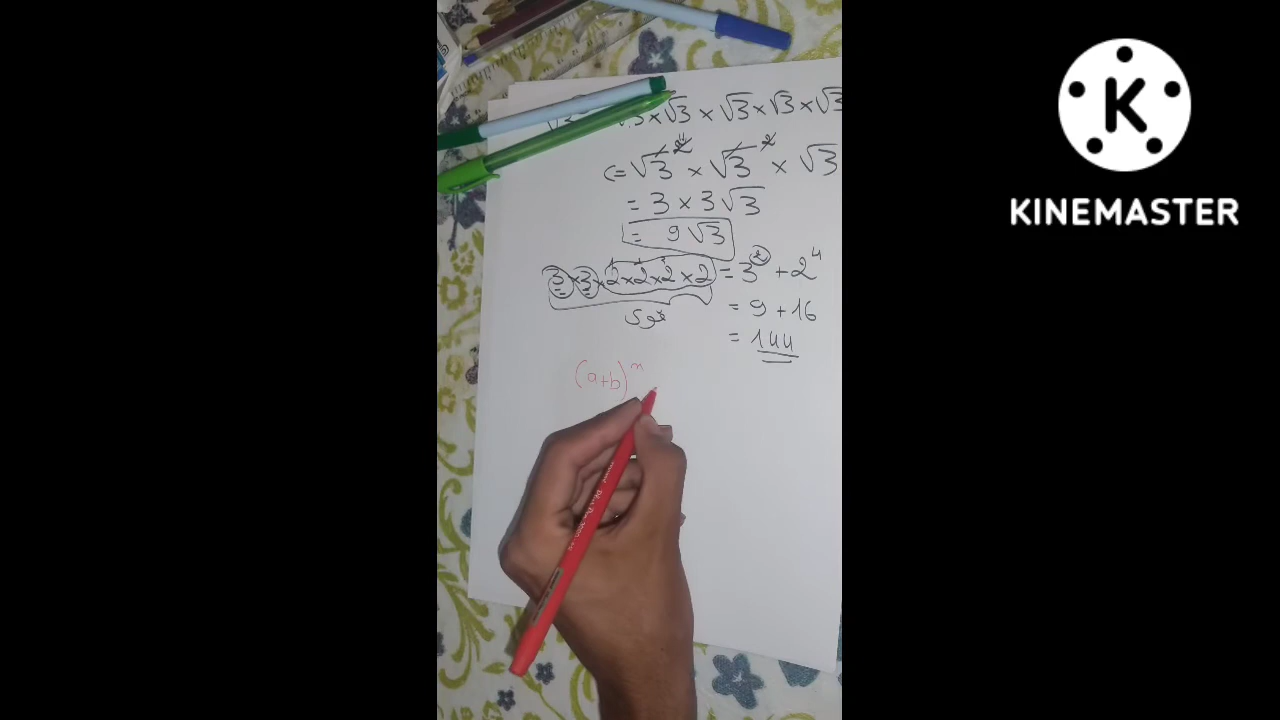 √3 × √3 × √3 × √3 × √3
C = √3² × √3² × √3
= 3 × 3√3
= 9√3
3 × 3 × 2 × 2 × 2 × 2 = 3² + 2⁴
= 9 + 16
= 144
(a+b)ⁿ
K
KINEMASTER